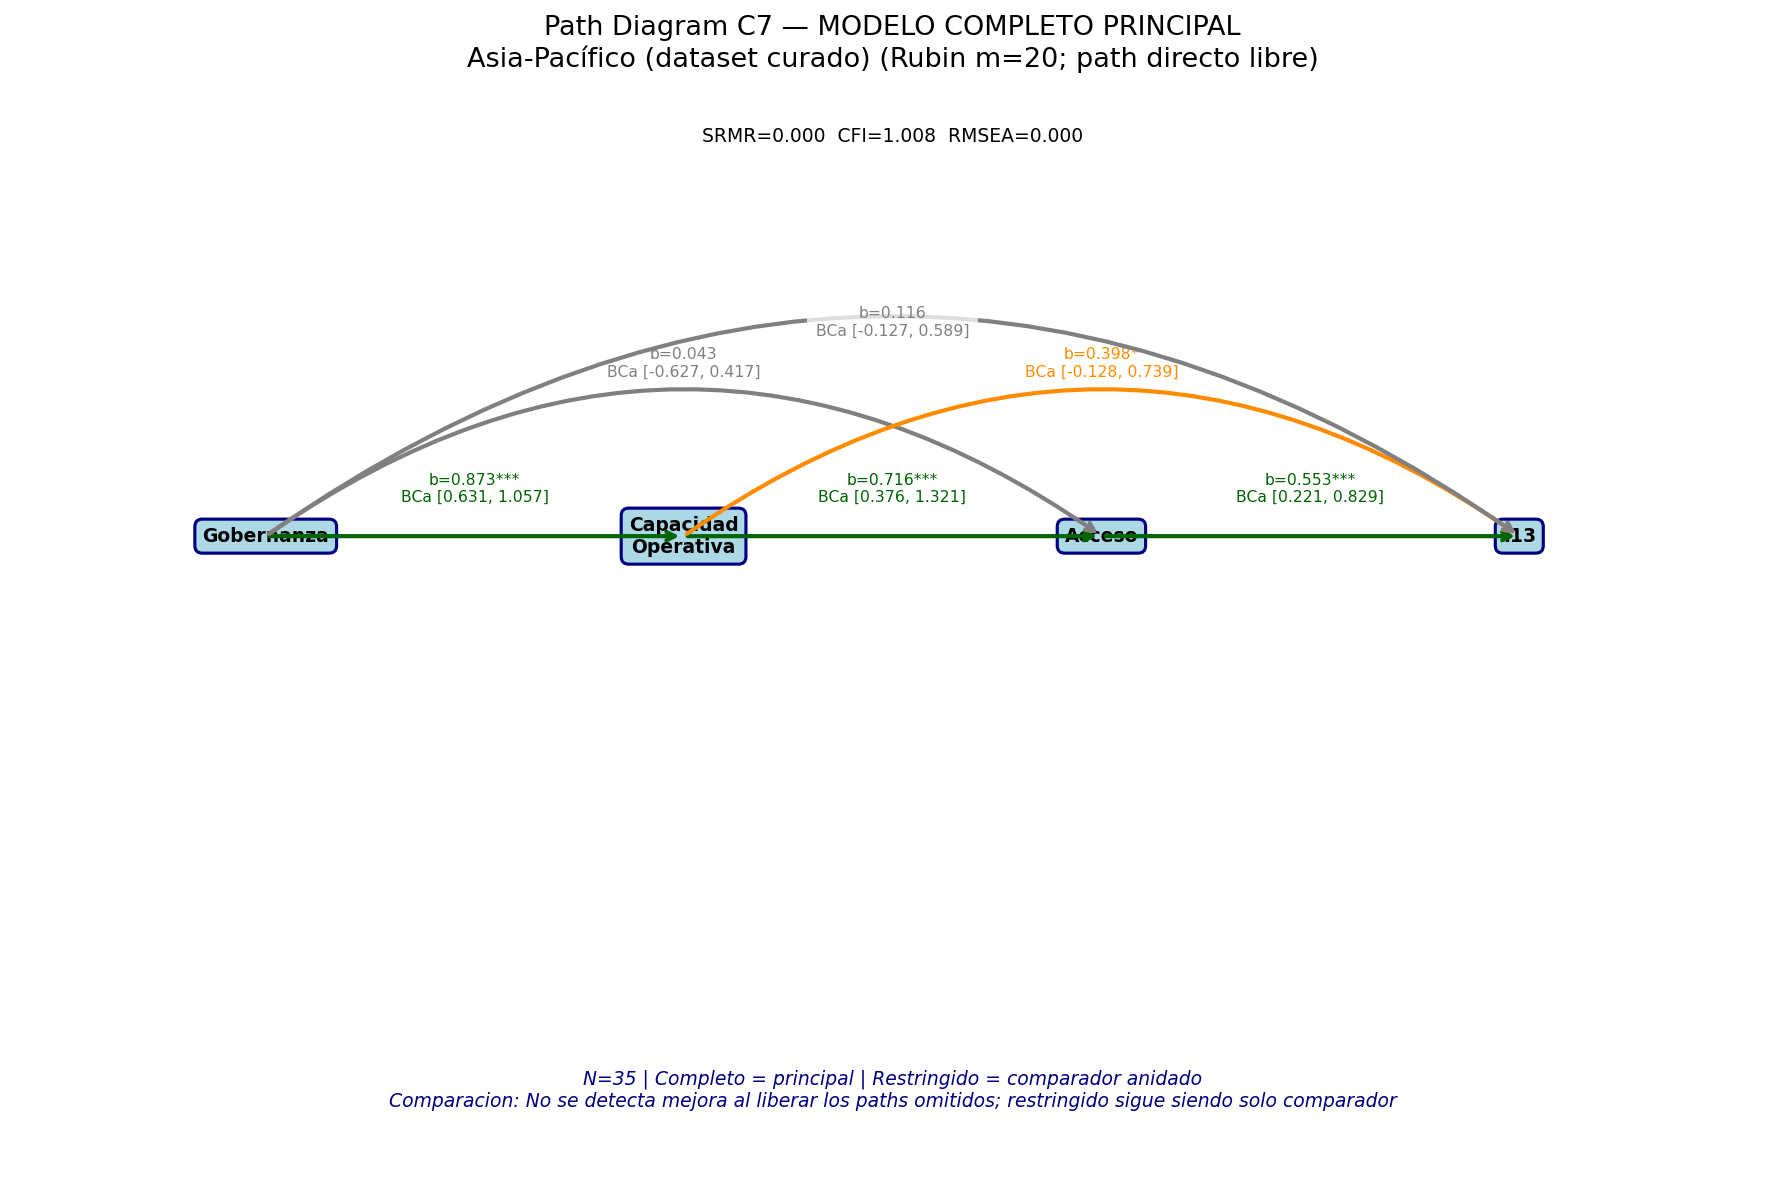 Path Diagram C7 — MODELO COMPLETO PRINCIPAL
Asia-Pacífico (dataset curado) (Rubin m=20; path directo libre)
SRMR=0.000  CFI=1.008  RMSEA=0.000
b=0.116
BCa [-0.127, 0.589]
b=0.043
BCa [-0.627, 0.417]
b=0.398*
BCa [-0.128, 0.739]
b=0.873***
BCa [0.631, 1.057]
b=0.716***
BCa [0.376, 1.321]
b=0.553***
BCa [0.221, 0.829]
Gobernanza
Capacidad
Operativa
Acceso
N=35 | Completo = principal | Restringido = comparador anidado
Comparacion: No se detecta mejora al liberar los paths omitidos; restringido sigue siendo solo comparador